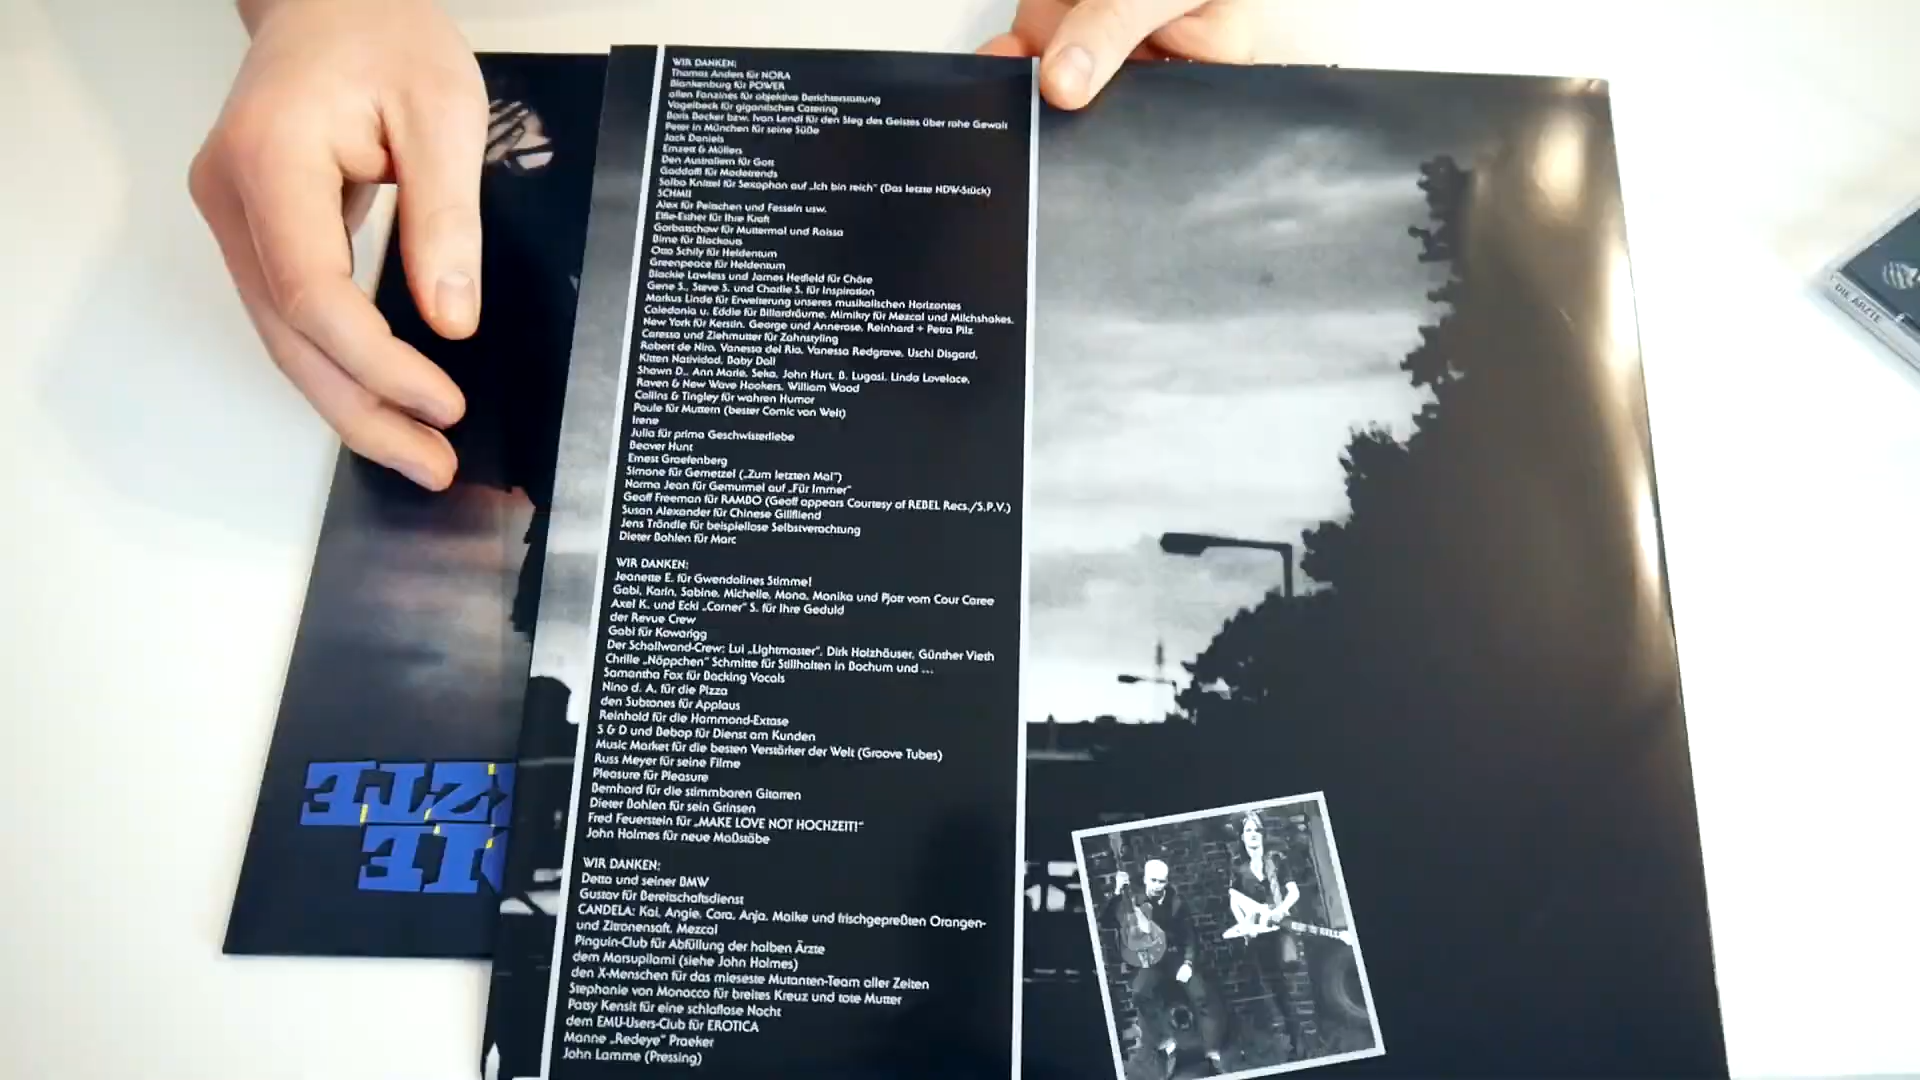 WIR DANKEN:
Thomas Anders für NORA
Blankenburg für POWER
allen Fanzines für objektive Berichterstattung
Vogelbeck für gigantisches Catering
Boris Becker bzw. Ivan Lendl für den Sieg des Geistes über rohe Gewalt
Peter in München für seine Süße
Jack Daniels
Emzett & Müllers
Den Australiern für Gott
Gaddaffi für Modetrends
Salba Knittel für Sexophon auf „Ich bin reich“ (Das letzte NDW-Stück)
SCHMII
Alex für Peitschen und Fesseln usw.
Elfie-Esther für Ihre Kraft
Gorbatschow für Muttermal und Raissa
Birne für Blackouts
Otto Schily für Heldentum
Greenpeace für Heldentum
Blackie Lawless und James Hetfield für Chöre
Gene S., Steve S. und Charlie S. für Inspiration
Markus Linde für Erweiterung unseres musikalischen Horizontes
Caledonia u. Eddie für Billardräume, Mimikry für Mezcal und Milchshakes.
New York für Kerstin, George und Annerose, Reinhard + Petra Pilz
Caressa und Ziehmutter für Zahnstyling
Robert de Niro, Vanessa del Rio, Vanessa Redgrave, Uschi Disgard,
Kitten Natividad, Baby Doll
Shawn D., Ann Marie, Seka, John Hurt, B. Lugosi, Linda Lovelace,
Raven & New Wave Hookers, William Wood
Collins & Tingley für wahren Humor
Paule für Muttern (bester Comic von Welt)
Irene
Julia für prima Geschwisterliebe
Beaver Hunt
Ernest Graefenberg
Simone für Gemetzel („Zum letzten Mal“)
Norma Jean für Gemurmel auf „Für Immer“
Geoff Freeman für RAMBO (Geoff appears Courtesy of REBEL Recs./S.P.V.)
Susan Alexander für Chinese Gillfliend
Jens Trändle für beispiellose Selbstverachtung
Dieter Bohlen für Marc
WIR DANKEN:
Jeanette E. für Gwendolines Stimme!
Gabi, Karin, Sabine, Michelle, Mona, Monika und Pjotr vom Cour Caree
Axel K. und Ecki „Corner“ S. für Ihre Geduld
der Revue Crew
Gabi für Kowarigg
Der Schallwand-Crew: Lui „Lightmaster“, Dirk Holzhäuser, Günther Vieth
Chrille „Nöppchen“ Schmitte für Stillhalten in Bochum und ...
Samantha Fox für Backing Vocals
Nino d. A. für die Pizza
den Subtones für Applaus
Reinhold für die Hammond-Extase
S & D und Bebop für Dienst am Kunden
Music Market für die besten Verstärker der Welt (Groove Tubes)
Russ Meyer für seine Filme
Pleasure für Pleasure
Bernhard für die stimmbaren Gitarren
Dieter Bohlen für sein Grinsen
Fred Feuerstein für „MAKE LOVE NOT HOCHZEIT!“
John Holmes für neue Maßstäbe
WIR DANKEN:
Detta und seiner BMW
Gustav für Bereitschaftsdienst
CANDELA: Kai, Angie, Cora, Anja, Maike und frischgepreßten Orangen-
und Zitronensaft, Mezcal
Pinguin-Club für Abfüllung der halben Ärzte
dem Marsupilami (siehe John Holmes)
den X-Menschen für das mieseste Mutanten-Team aller Zeiten
Stephanie von Monacco für breites Kreuz und tote Mutter
Patsy Kensit für eine schlaflose Nacht
dem EMU-Users-Club für EROTICA
Manne „Redeye“ Praeker
John Lamme (Pressing)
DIE ÄRZTE